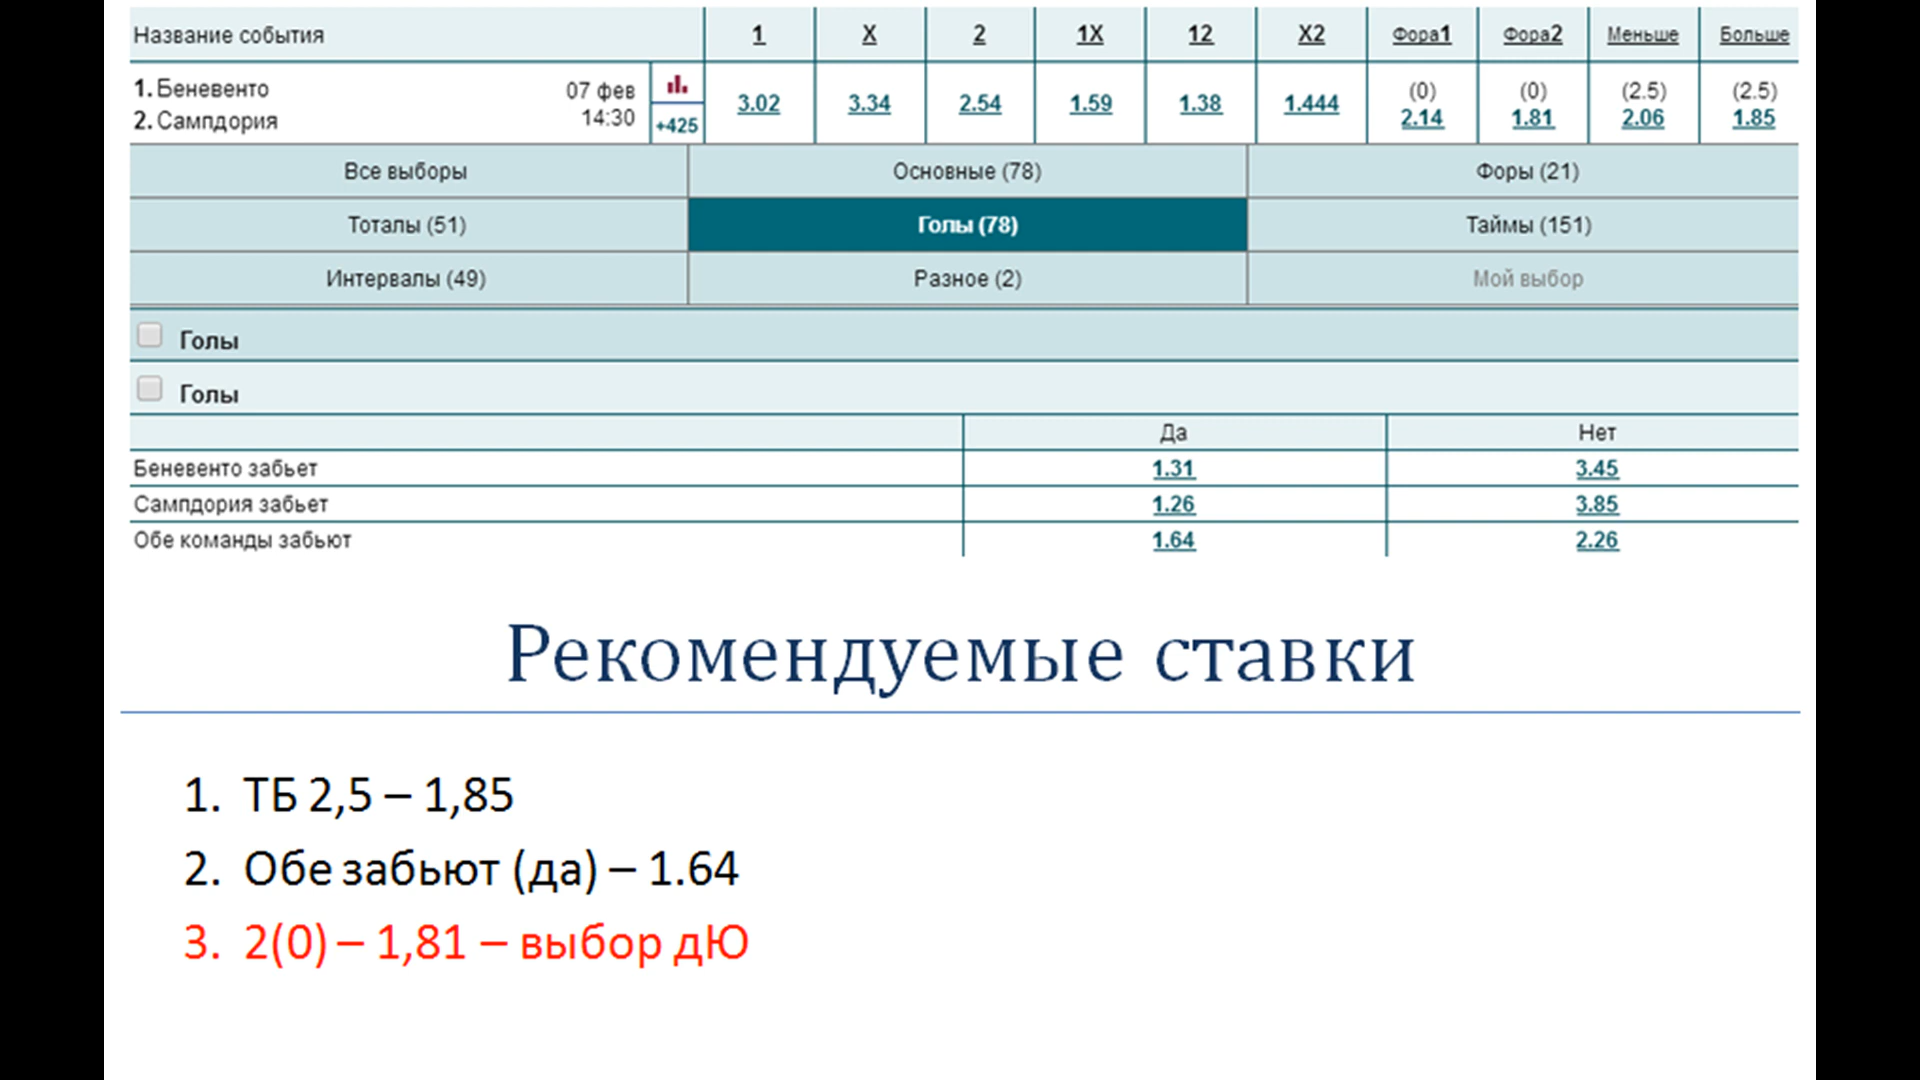 Название события 1 X 2 1X 12 X2 Фора1 Фора2 Меньше Больше
1. Беневенто 07 фев (0) (0) (2.5) (2.5)
3.02 3.34 2.54 1.59 1.38 1.444
2. Сампдория 14:30 +425 2.14 1.81 2.06 1.85
Все выборы Основные (78) Форы (21)
Тоталы (51) Голы (78) Таймы (151)
Интервалы (49) Разное (2) Мой выбор
Голы
Голы
Да Нет
Беневенто забьет 1.31 3.45
Сампдория забьет 1.26 3.85
Обе команды забьют 1.64 2.26
Рекомендуемые ставки
1. ТБ 2,5 – 1,85
2. Обе забьют (да) – 1.64
3. 2(0) – 1,81 – выбор дЮ